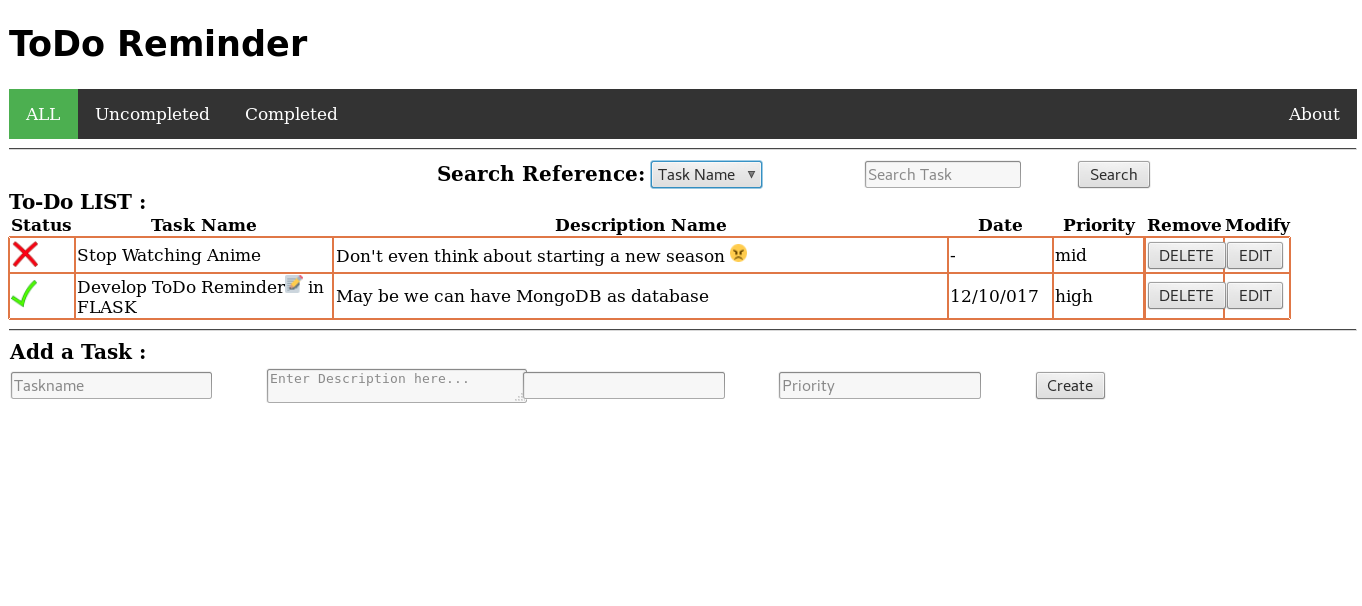 ToDo Reminder
ALL Uncompleted Completed About
Search Reference: Task Name Search Task Search
To-Do LIST :
Status Task Name Description Name Date Priority Remove Modify
Stop Watching Anime Don't even think about starting a new season 😠 - mid DELETE EDIT
Develop ToDo Reminder📝 in
FLASK May be we can have MongoDB as database 12/10/017 high DELETE EDIT
Add a Task :
Taskname Enter Description here... Priority Create